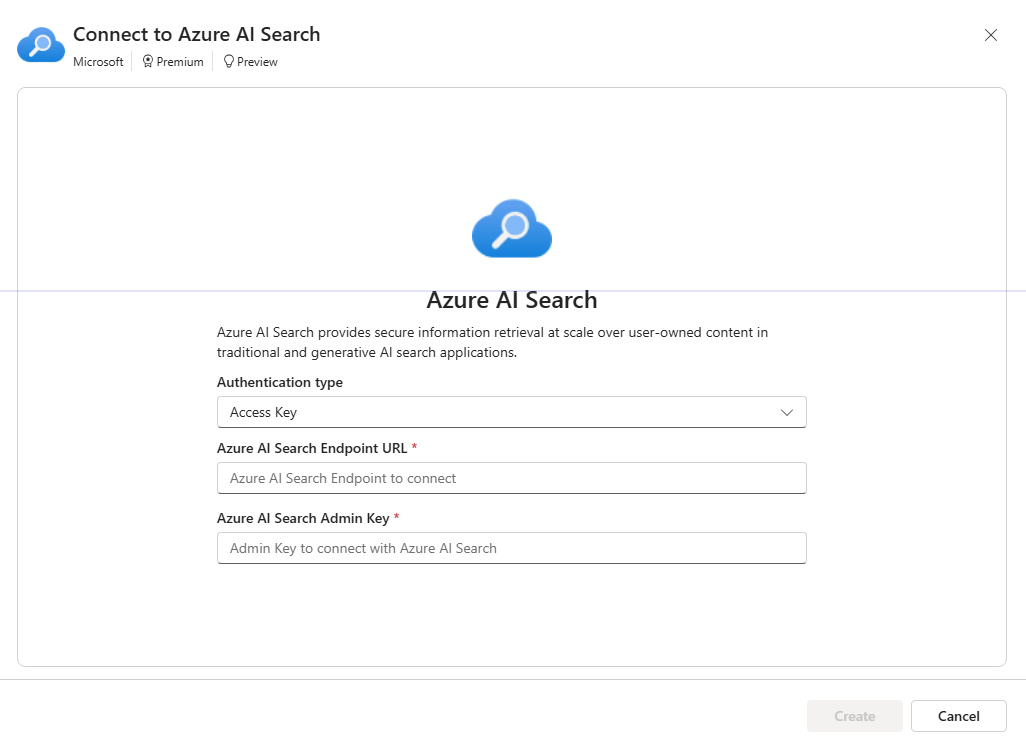 Connect to Azure AI Search
Microsoft Premium Preview
Azure AI Search
Azure AI Search provides secure information retrieval at scale over user-owned content in
traditional and generative AI search applications.
Authentication type
Access Key
Azure AI Search Endpoint URL *
Azure AI Search Endpoint to connect
Azure AI Search Admin Key *
Admin Key to connect with Azure AI Search
Create Cancel